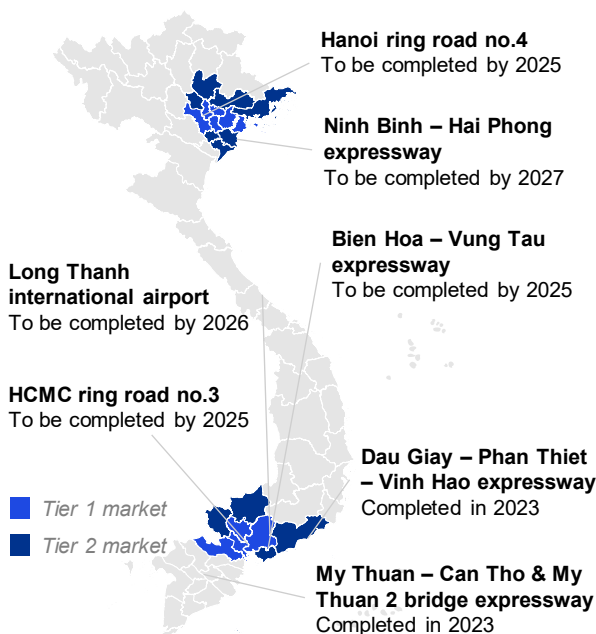 Hanoi ring road no.4
To be completed by 2025
Ninh Binh – Hai Phong
expressway
To be completed by 2027
Bien Hoa – Vung Tau
expressway
To be completed by 2025
Long Thanh
international airport
To be completed by 2026
HCMC ring road no.3
To be completed by 2025
Dau Giay – Phan Thiet
– Vinh Hao expressway
Completed in 2023
Tier 1 market
Tier 2 market
My Thuan – Can Tho & My
Thuan 2 bridge expressway
Completed in 2023